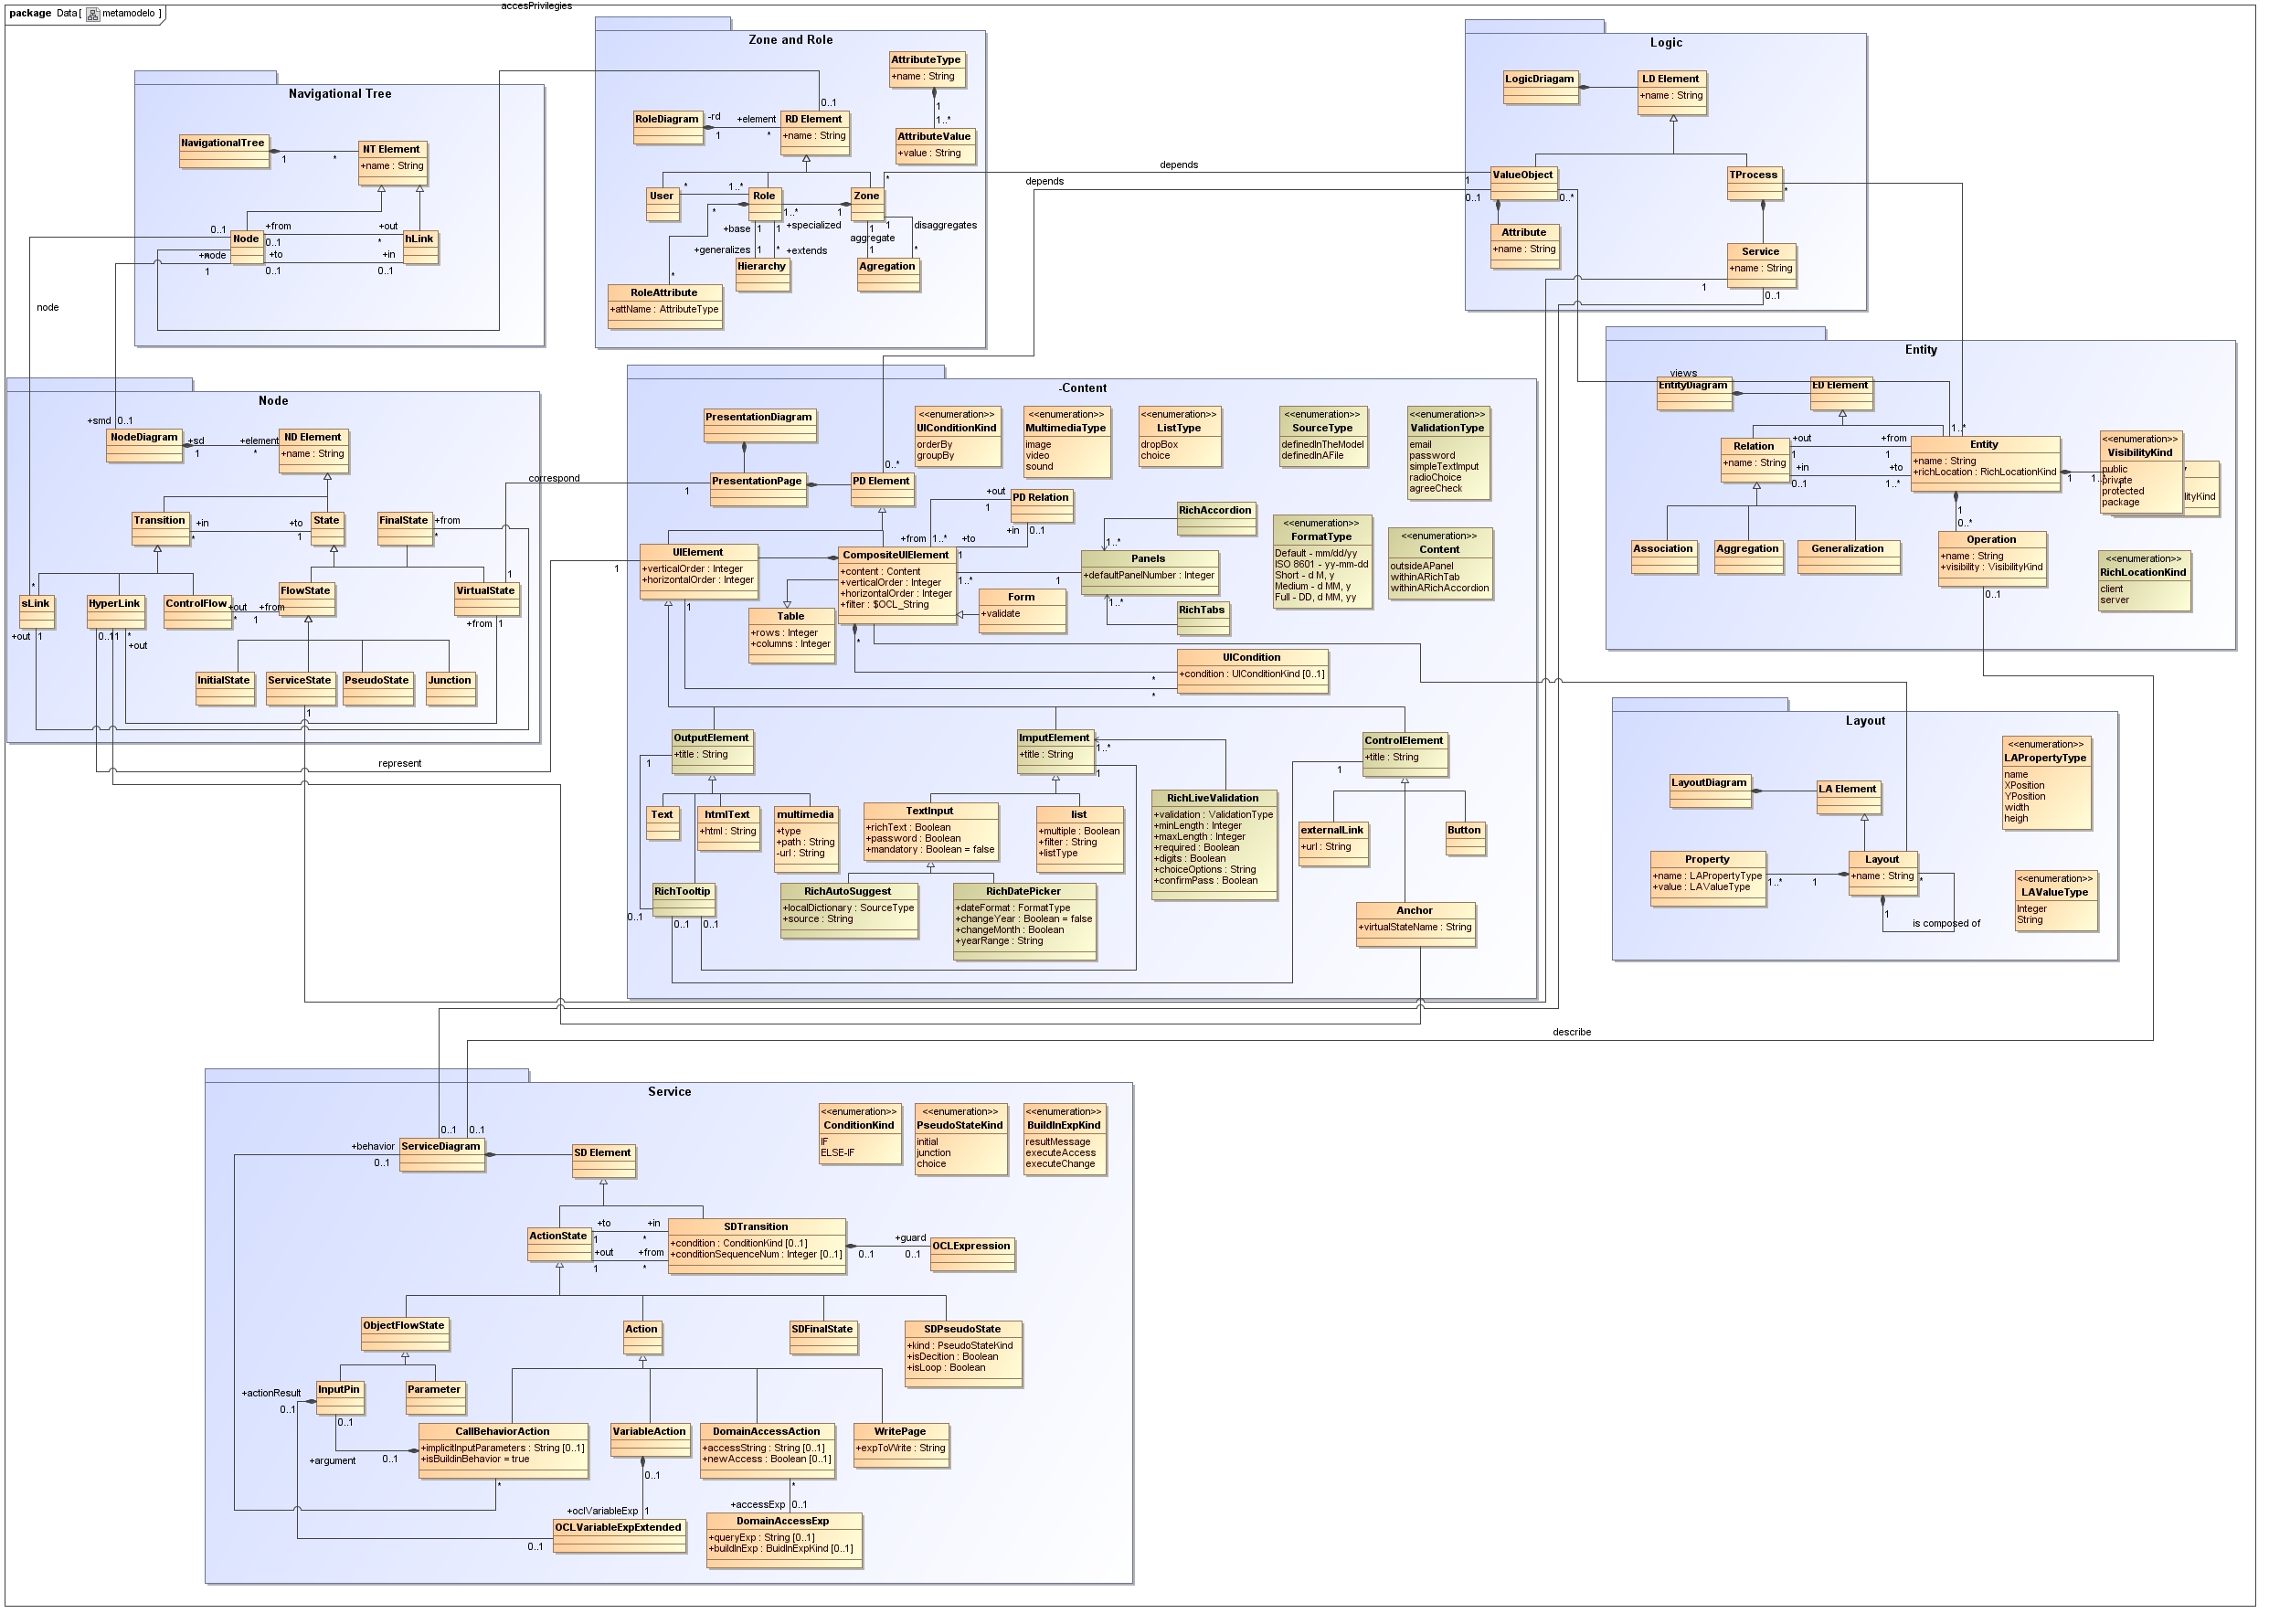 package Data [ metamodelo ]
accesPrivilegies
Navigational Tree
NavigationalTree
1
*
NT Element
+name : String
Node
0..1
+from
0..1
+out
*
+to
0..1
+in
0..1
hLink
1
node
Zone and Role
AttributeType
+name : String
1
1..*
AttributeValue
+value : String
RoleDiagram
-rd
1
+element
*
RD Element
+name : String
0..1
User
*
1..*
Role
*
1..*
Zone
1
*
+base
1
+generalizes
1
1
+specialized
*
+extends
Hierarchy
RoleAttribute
+attName : AttributeType
*
1
aggregate
1
1
disaggregates
*
Agregation
depends
depends
Logic
LogicDriagam
LD Element
+name : String
ValueObject
1
0..1
0..*
TProcess
*
Attribute
+name : String
Service
+name : String
1
0..1
Entity
views
EntityDiagram
ED Element
Relation
+name : String
+out
1
+from
1
+in
0..1
+to
1..*
1..*
Entity
+name : String
+richLocation : RichLocationKind
1
<<enumeration>>
VisibilityKind
public
private
protected
package
lityKind
1
0..*
Operation
+name : String
+visibility : VisibilityKind
0..1
Association
Aggregation
Generalization
<<enumeration>>
RichLocationKind
client
server
Node
+smd
0..1
NodeDiagram
+sd
1
+element
*
ND Element
+name : String
Transition
+in
*
+to
1
State
FinalState
+from
*
sLink
*
+out
1
HyperLink
0..1
1
*
+out
ControlFlow
+out
*
+from
1
FlowState
VirtualState
1
+from
1
InitialState
ServiceState
1
PseudoState
Junction
correspond
represent
-Content
PresentationDiagram
PresentationPage
1
PD Element
0..*
<<enumeration>>
UIConditionKind
orderBy
groupBy
<<enumeration>>
MultimediaType
image
video
sound
<<enumeration>>
ListType
dropBox
choice
<<enumeration>>
SourceType
definedInTheModel
definedInAFile
<<enumeration>>
ValidationType
email
password
simpleTextImput
radioChoice
agreeCheck
+out
1
PD Relation
+in
0..1
+from
1..*
+to
1
UIElement
+verticalOrder : Integer
+horizontalOrder : Integer
1
1
CompositeUIElement
+content : Content
+verticalOrder : Integer
+horizontalOrder : Integer
+filter : $OCL_String
1..*
1
*
Panels
+defaultPanelNumber : Integer
1..*
1..*
RichAccordion
RichTabs
Form
+validate
Table
+rows : Integer
+columns : Integer
<<enumeration>>
FormatType
Default - mm/dd/yy
ISO 8601 - yy-mm-dd
Short - d M, y
Medium - d MM, y
Full - DD, d MM, yy
<<enumeration>>
Content
outsideAPanel
withinARichTab
withinARichAccordion
UICondition
+condition : UIConditionKind [0..1]
*
*
OutputElement
+title : String
1
ImputElement
+title : String
1..*
1
ControlElement
+title : String
1
Text
htmlText
+html : String
multimedia
+type
+path : String
-url : String
TextInput
+richText : Boolean
+password : Boolean
+mandatory : Boolean = false
list
+multiple : Boolean
+filter : String
+listType
RichLiveValidation
+validation : ValidationType
+minLength : Integer
+maxLength : Integer
+required : Boolean
+digits : Boolean
+choiceOptions : String
+confirmPass : Boolean
externalLink
+url : String
Button
RichTooltip
0..1
0..1
0..1
RichAutoSuggest
+localDictionary : SourceType
+source : String
RichDatePicker
+dateFormat : FormatType
+changeYear : Boolean = false
+changeMonth : Boolean
+yearRange : String
Anchor
+virtualStateName : String
Layout
LayoutDiagram
LA Element
<<enumeration>>
LAPropertyType
name
XPosition
YPosition
width
heigh
Property
+name : LAPropertyType
+value : LAValueType
1..*
1
Layout
+name : String
*
1
is composed of
<<enumeration>>
LAValueType
Integer
String
describe
Service
0..1
0..1
+behavior
0..1
ServiceDiagram
SD Element
<<enumeration>>
ConditionKind
IF
ELSE-IF
<<enumeration>>
PseudoStateKind
initial
junction
choice
<<enumeration>>
BuildInExpKind
resultMessage
executeAccess
executeChange
ActionState
+to
1
+in
*
+out
1
+from
*
SDTransition
+condition : ConditionKind [0..1]
+conditionSequenceNum : Integer [0..1]
0..1
+guard
0..1
OCLExpression
ObjectFlowState
Action
SDFinalState
SDPseudoState
+kind : PseudoStateKind
+isDecition : Boolean
+isLoop : Boolean
+actionResult
0..1
InputPin
0..1
Parameter
+argument
0..1
CallBehaviorAction
+implicitInputParameters : String [0..1]
+isBuildinBehavior = true
*
VariableAction
0..1
DomainAccessAction
+accessString : String [0..1]
+newAccess : Boolean [0..1]
*
WritePage
+expToWrite : String
+oclVariableExp
1
+accessExp
0..1
OCLVariableExpExtended
0..1
DomainAccessExp
+queryExp : String [0..1]
+buildInExp : BuidInExpKind [0..1]